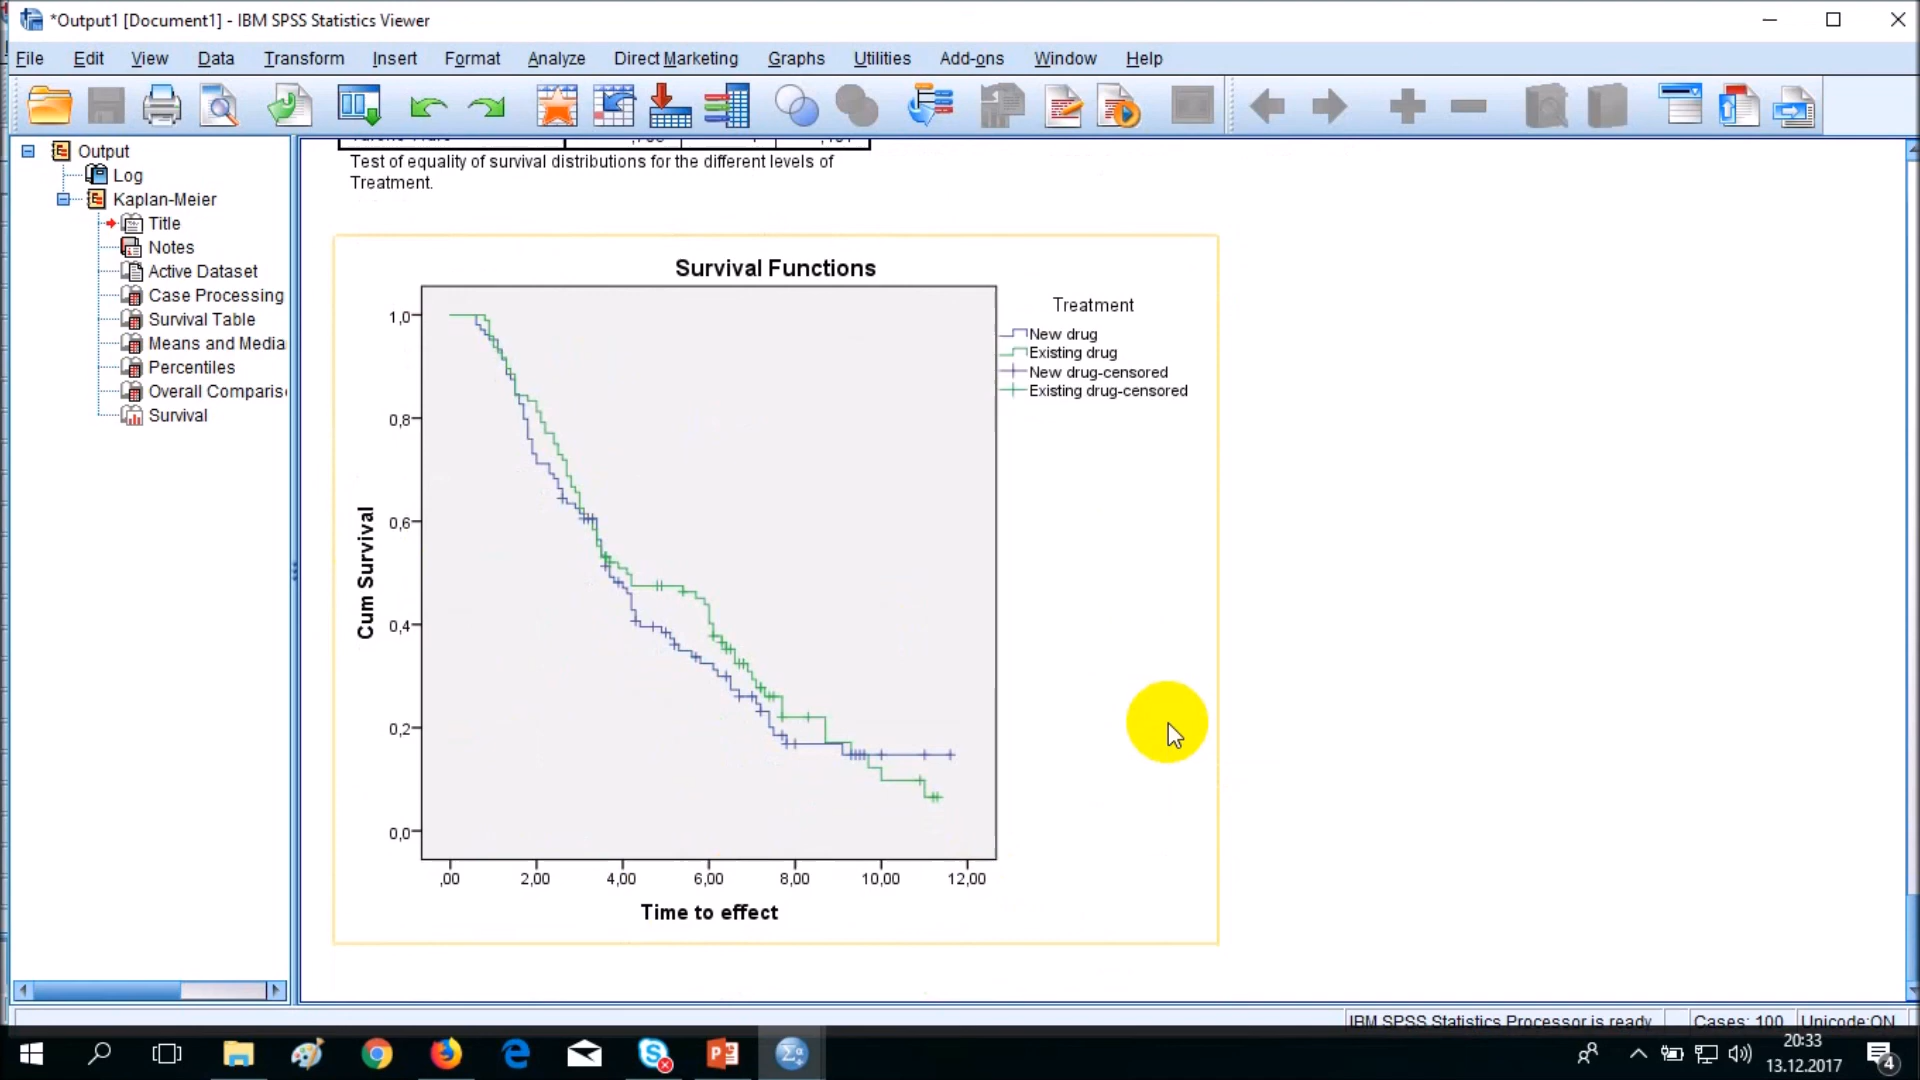 *Output1 [Document1] - IBM SPSS Statistics Viewer
File Edit View Data Transform Insert Format Analyze Direct Marketing Graphs Utilities Add-ons Window Help
Output
Log
Kaplan-Meier
Title
Notes
Active Dataset
Case Processing
Survival Table
Means and Media
Percentiles
Overall Comparis
Survival
Test of equality of survival distributions for the different levels of
Treatment.
Survival Functions
Treatment
New drug
Existing drug
New drug-censored
Existing drug-censored
Cum Survival
1,0
0,8
0,6
0,4
0,2
0,0
,00 2,00 4,00 6,00 8,00 10,00 12,00
Time to effect
IBM SPSS Statistics Processor is ready Cases: 100 Unicode:ON
20:33
13.12.2017
4